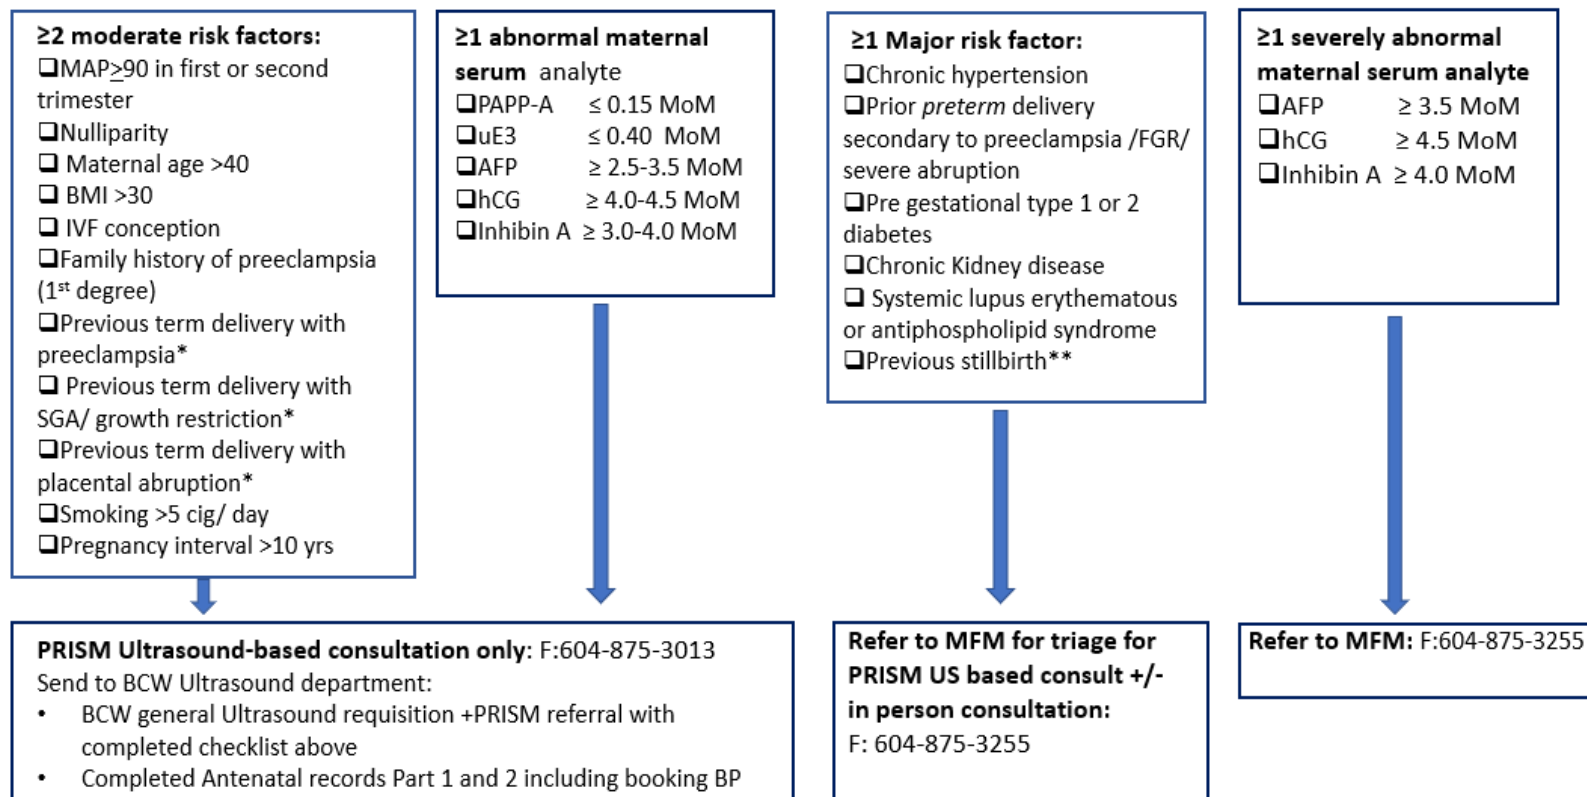 ≥2 moderate risk factors:
❑MAP≥90 in first or second
trimester
❑Nulliparity
❑ Maternal age >40
❑ BMI >30
❑ IVF conception
❑Family history of preeclampsia
(1st degree)
❑Previous term delivery with
preeclampsia*
❑ Previous term delivery with
SGA/ growth restriction*
❑Previous term delivery with
placental abruption*
❑Smoking >5 cig/ day
❑Pregnancy interval >10 yrs
≥1 abnormal maternal
serum analyte
❑PAPP-A ≤ 0.15 MoM
❑uE3 ≤ 0.40 MoM
❑AFP ≥ 2.5-3.5 MoM
❑hCG ≥ 4.0-4.5 MoM
❑Inhibin A ≥ 3.0-4.0 MoM
≥1 Major risk factor:
❑Chronic hypertension
❑Prior preterm delivery
secondary to preeclampsia /FGR/
severe abruption
❑Pre gestational type 1 or 2
diabetes
❑Chronic Kidney disease
❑ Systemic lupus erythematous
or antiphospholipid syndrome
❑Previous stillbirth**
≥1 severely abnormal
maternal serum analyte
❑AFP ≥ 3.5 MoM
❑hCG ≥ 4.5 MoM
❑Inhibin A ≥ 4.0 MoM
PRISM Ultrasound-based consultation only: F:604-875-3013
Send to BCW Ultrasound department:
• BCW general Ultrasound requisition +PRISM referral with
completed checklist above
• Completed Antenatal records Part 1 and 2 including booking BP
Refer to MFM for triage for
PRISM US based consult +/-
in person consultation:
F: 604-875-3255
Refer to MFM: F:604-875-3255